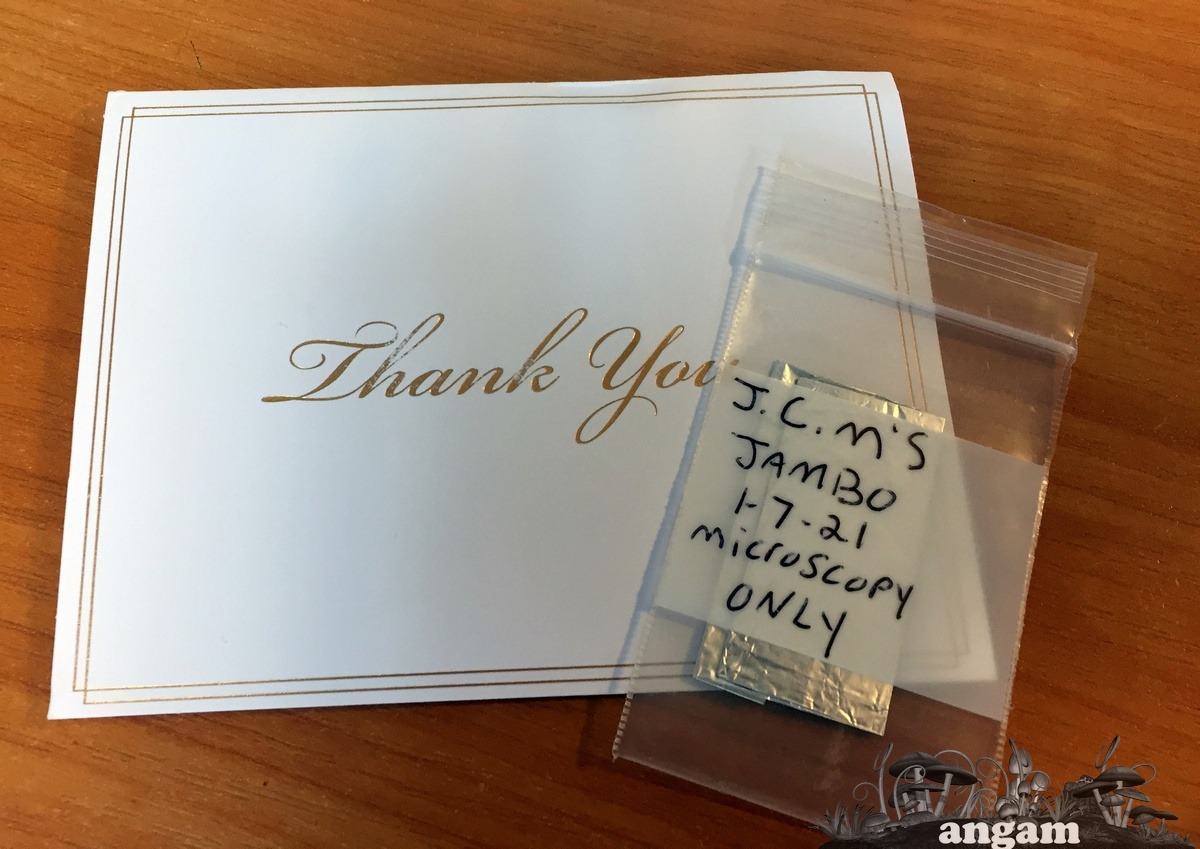 Thank You
J.C.M'S
JAMBO
1-7-21
microscopy
ONLY
angam